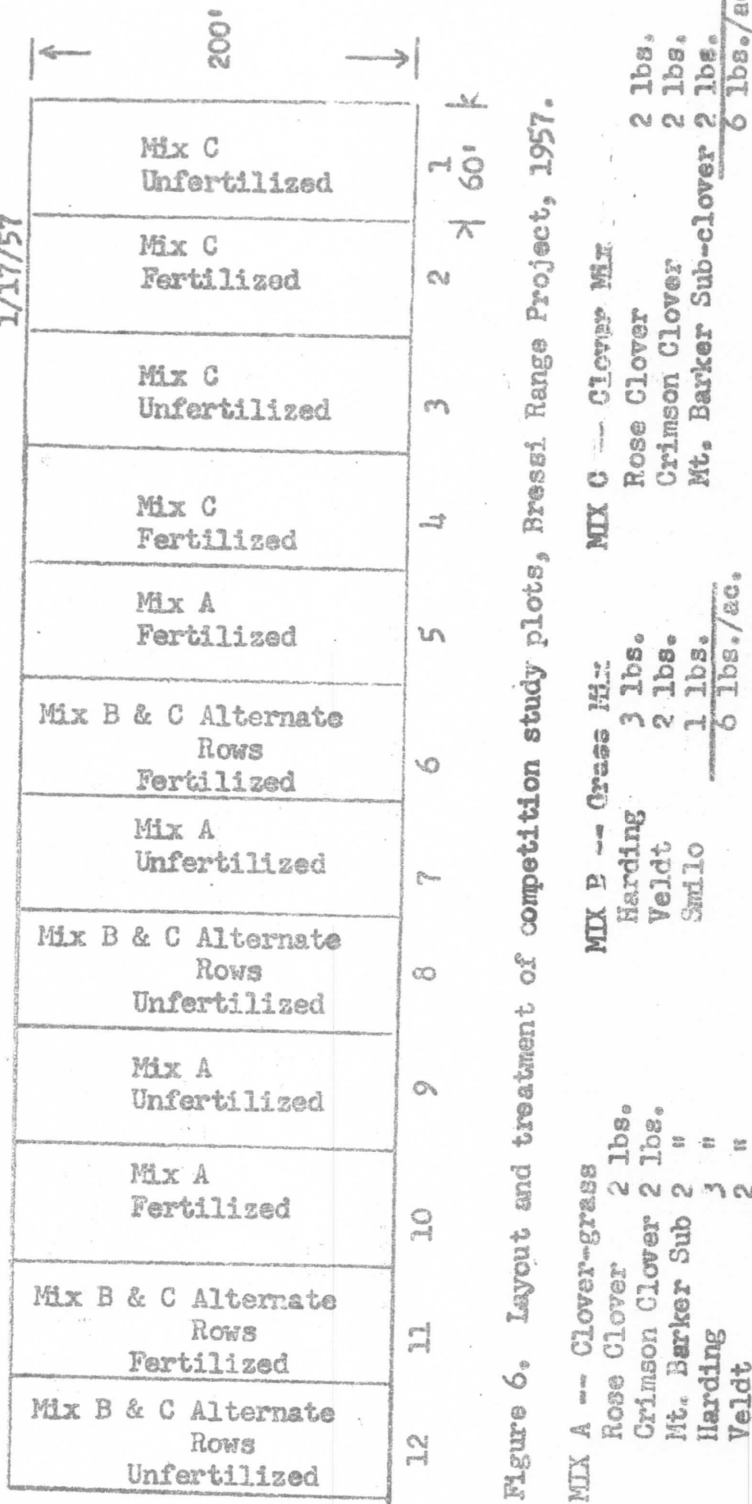 1/17/57
200'
Mix C
Unfertilized
Mix C
Fertilized
Mix C
Unfertilized
Mix C
Fertilized
Mix A
Fertilized
Mix B & C Alternate
Rows
Fertilized
Mix A
Unfertilized
Mix B & C Alternate
Rows
Unfertilized
Mix A
Unfertilized
Mix A
Fertilized
Mix B & C Alternate
Rows
Fertilized
Mix B & C Alternate
Rows
Unfertilized
12 11 10 9 8 7 6 5 4 3 2 1
60'
Figure 6. Layout and treatment of competition study plots, Bressi Range Project, 1957.
MIX A -- Clover-grass
Rose Clover 2 lbs.
Crimson Clover 2 lbs.
Mt. Barker Sub 2 "
Harding 3 "
Veldt 2 "
MIX B -- Grass Mix
Harding 3 lbs.
Veldt 2 lbs.
Smilo 1 lbs.
6 lbs./ac.
MIX C -- Clover Mix
Rose Clover 2 lbs.
Crimson Clover 2 lbs.
Mt. Barker Sub-clover 2 lbs.
6 lbs./ac